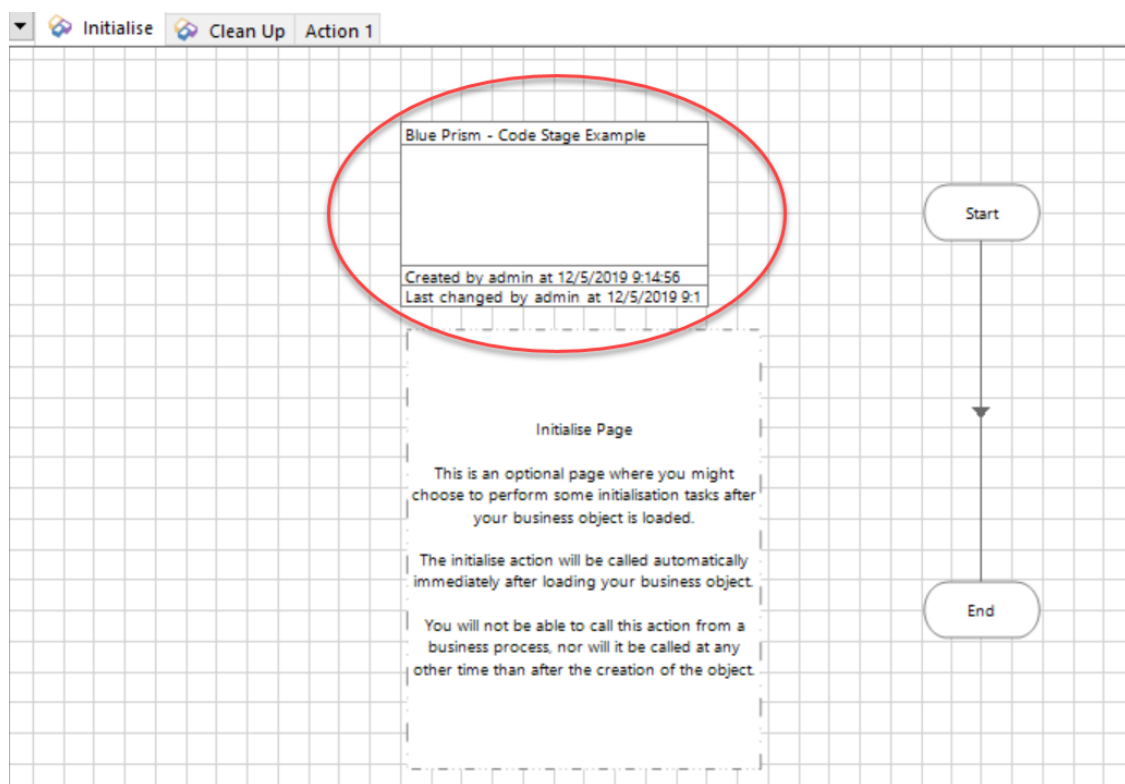 Initialise
Clean Up
Action 1
Blue Prism - Code Stage Example
Created by admin at 12/5/2019 9:14:56
Last changed by admin at 12/5/2019 9:1
Start
Initialise Page
This is an optional page where you might
choose to perform some initialisation tasks after
your business object is loaded.
The initialise action will be called automatically
immediately after loading your business object.
You will not be able to call this action from a
business process, nor will it be called at any
other time than after the creation of the object.
End